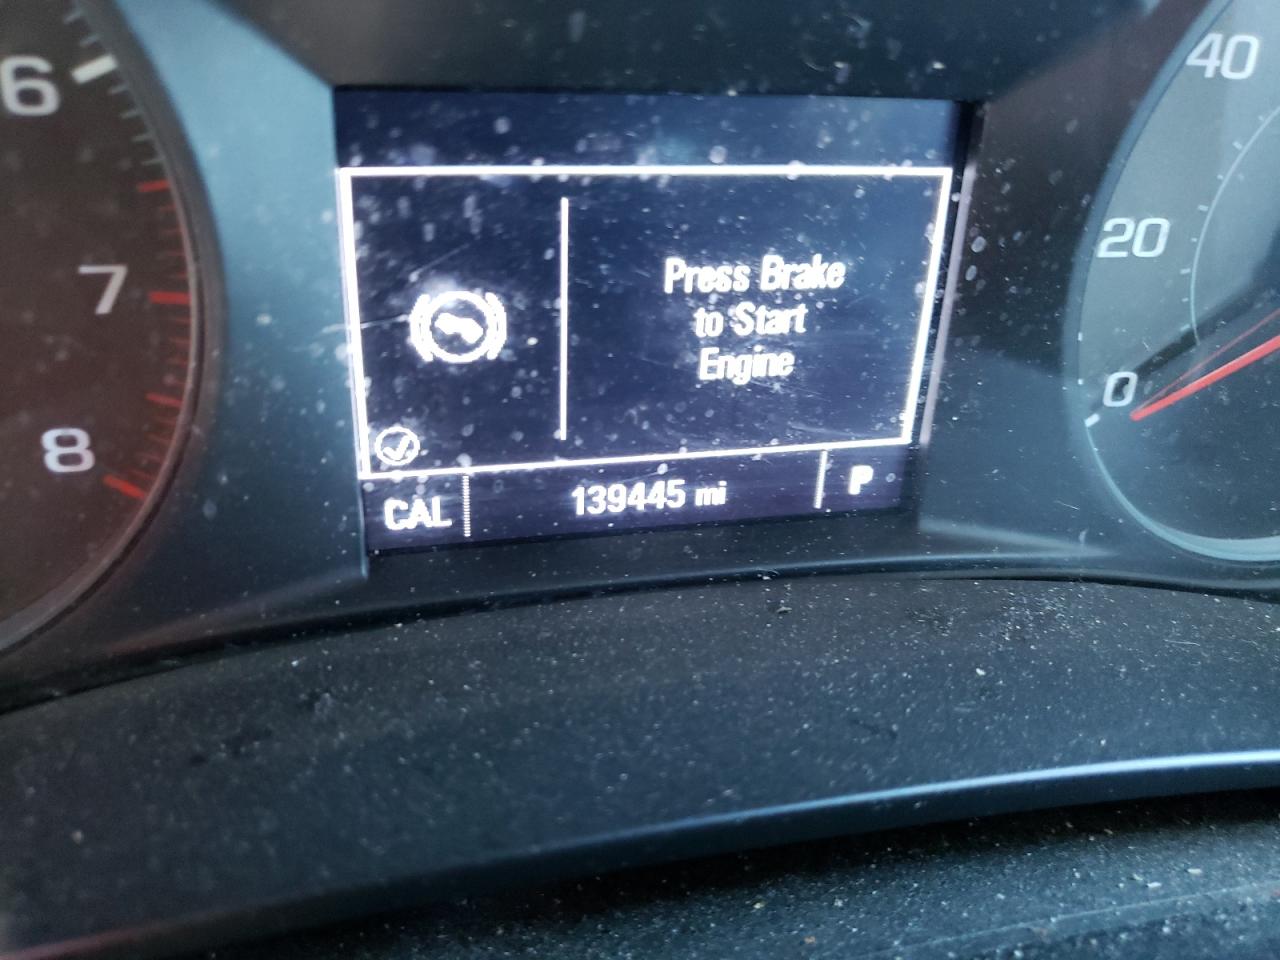 6
7
8
Press Brake
to Start
Engine
CAL
139445 mi
P
40
20
0